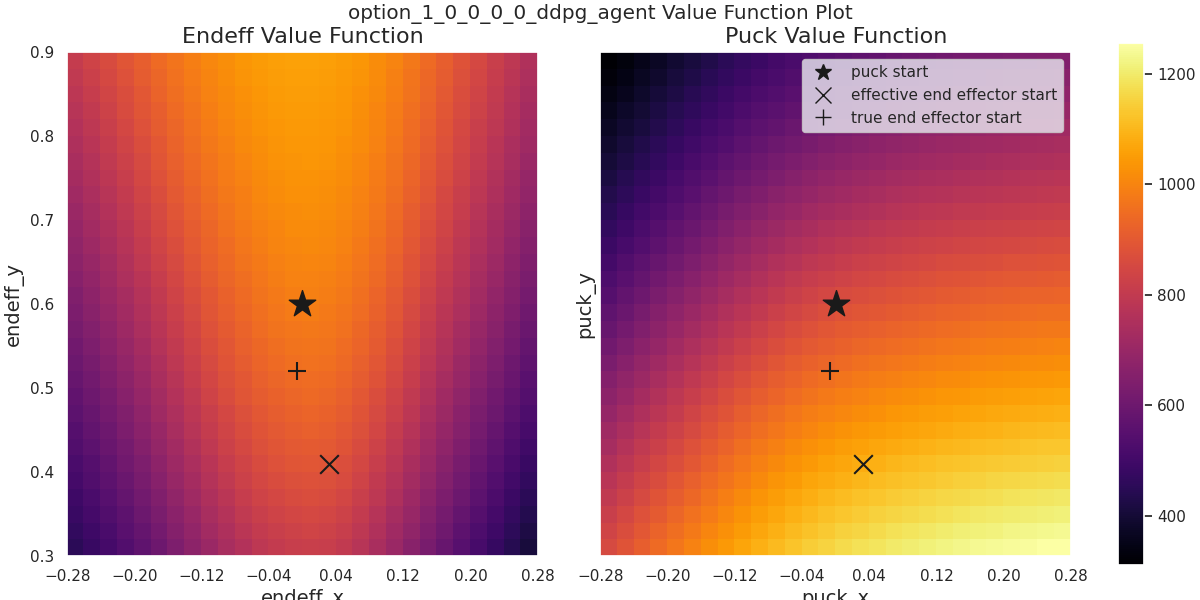 option_1_0_0_0_0_ddpg_agent Value Function Plot
Endeff Value Function
Puck Value Function
0.9
0.8
0.7
0.6
0.5
0.4
0.3
endeff_y
−0.28 −0.20 −0.12 −0.04 0.04 0.12 0.20 0.28
endeff_x
puck_y
puck start
effective end effector start
true end effector start
−0.28 −0.20 −0.12 −0.04 0.04 0.12 0.20 0.28
puck_x
1200
1000
800
600
400